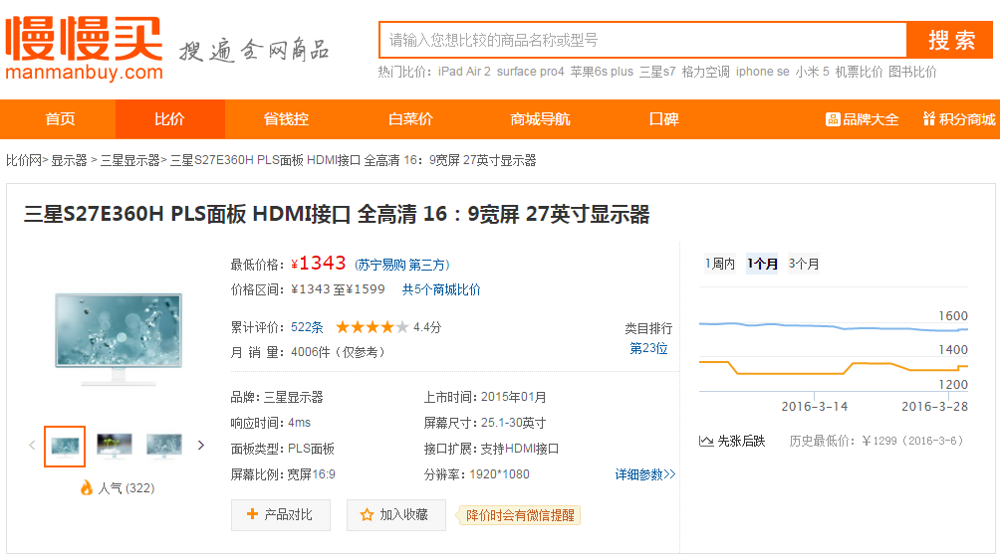 慢慢买
manmanbuy.com
搜遍全网商品
请输入您想比较的商品名称或型号
搜索
热门比价：iPad Air 2 surface pro4 苹果6s plus 三星s7 格力空调 iphone se 小米 5 机票比价 图书比价
首页 比价 省钱控 白菜价 商城导航 口碑 品 品牌大全 积分商城
比价网> 显示器 > 三星显示器> 三星S27E360H PLS面板 HDMI接口 全高清 16：9宽屏 27英寸显示器
三星S27E360H PLS面板 HDMI接口 全高清 16：9宽屏 27英寸显示器
最低价格：¥1343 (苏宁易购 第三方)
价格区间：¥1343 至¥1599 共5个商城比价
累计评价：522条 4.4分
月 销 量：4006件（仅参考）
类目排行
第23位
品牌：三星显示器
上市时间：2015年01月
响应时间：4ms
屏幕尺寸：25.1-30英寸
面板类型：PLS面板
接口扩展：支持HDMI接口
屏幕比例：宽屏16:9
分辨率：1920*1080
详细参数>>
< >
人气 (322)
产品对比
加入收藏
降价时会有微信提醒
1周内 1个月 3个月
1600
1400
1200
2016-3-14 2016-3-28
先涨后跌 历史最低价：￥1299（2016-3-6）